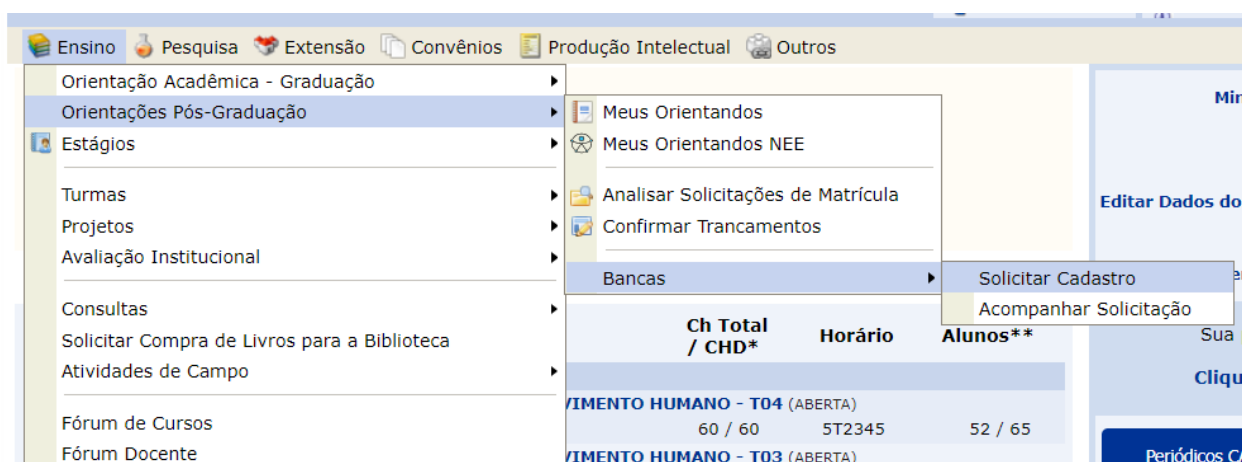 Ensino Pesquisa Extensão Convênios Produção Intelectual Outros
Orientação Acadêmica - Graduação
Orientações Pós-Graduação
Estágios
Turmas
Projetos
Avaliação Institucional
Consultas
Solicitar Compra de Livros para a Biblioteca
Atividades de Campo
Fórum de Cursos
Fórum Docente
Meus Orientandos
Meus Orientandos NEE
Analisar Solicitações de Matrícula
Confirmar Trancamentos
Bancas
Solicitar Cadastro
Acompanhar Solicitação
Ch Total
/ CHD*
Horário
Alunos**
VIMENTO HUMANO - T04 (ABERTA)
60 / 60 5T2345 52 / 65
VIMENTO HUMANO - T03 (ABERTA)
Editar Dados do
Sua
Periódicos